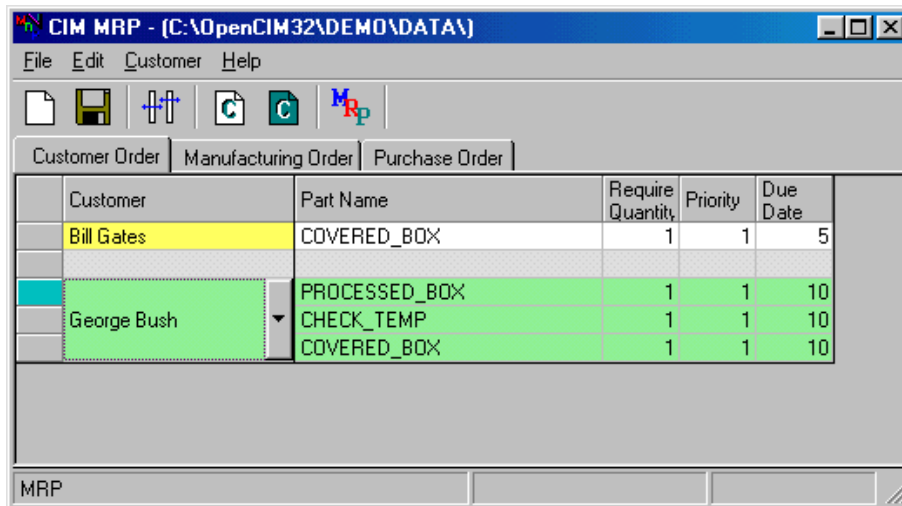 CIM MRP - (C:\OpenCIM32\DEMO\DATA\)
File Edit Customer Help
C C MRP
Customer Order Manufacturing Order Purchase Order
Customer Part Name Require Quantity Priority Due Date
Bill Gates COVERED_BOX 1 1 5
PROCESSED_BOX 1 1 10
George Bush CHECK_TEMP 1 1 10
COVERED_BOX 1 1 10
MRP